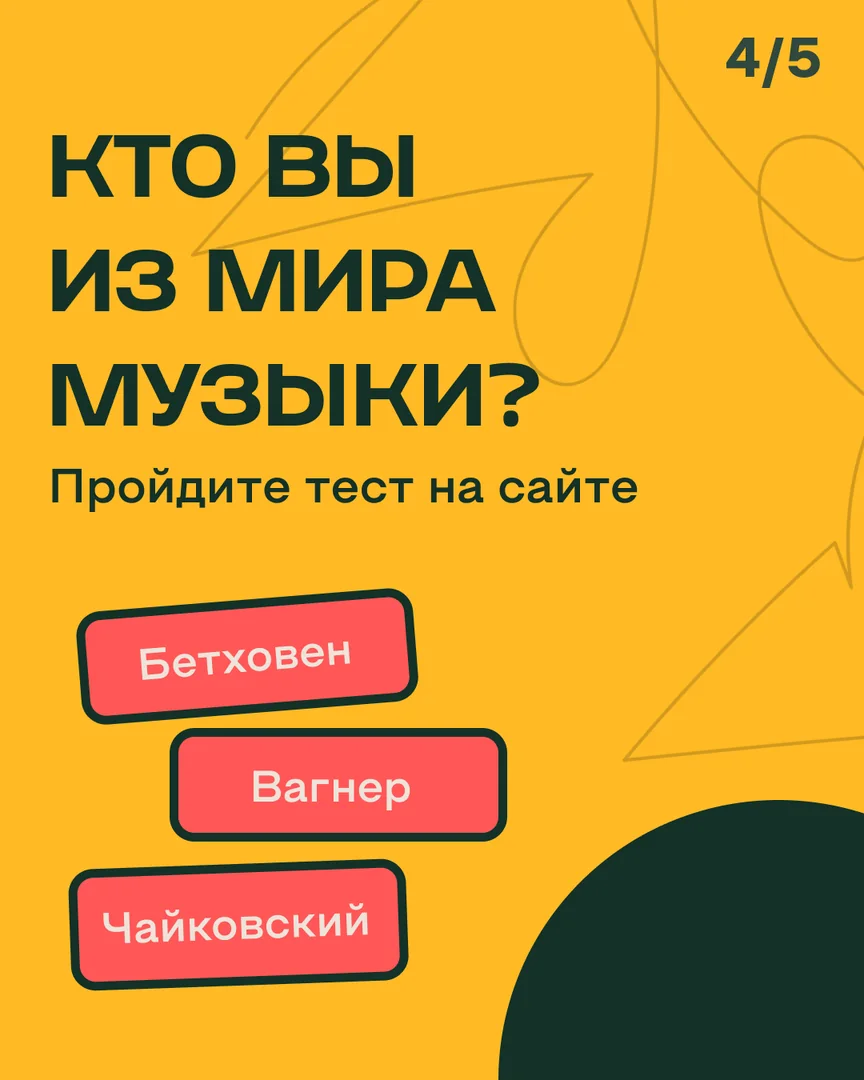 4/5
КТО ВЫ
ИЗ МИРА
МУЗЫКИ?
Пройдите тест на сайте
Бетховен
Вагнер
Чайковский